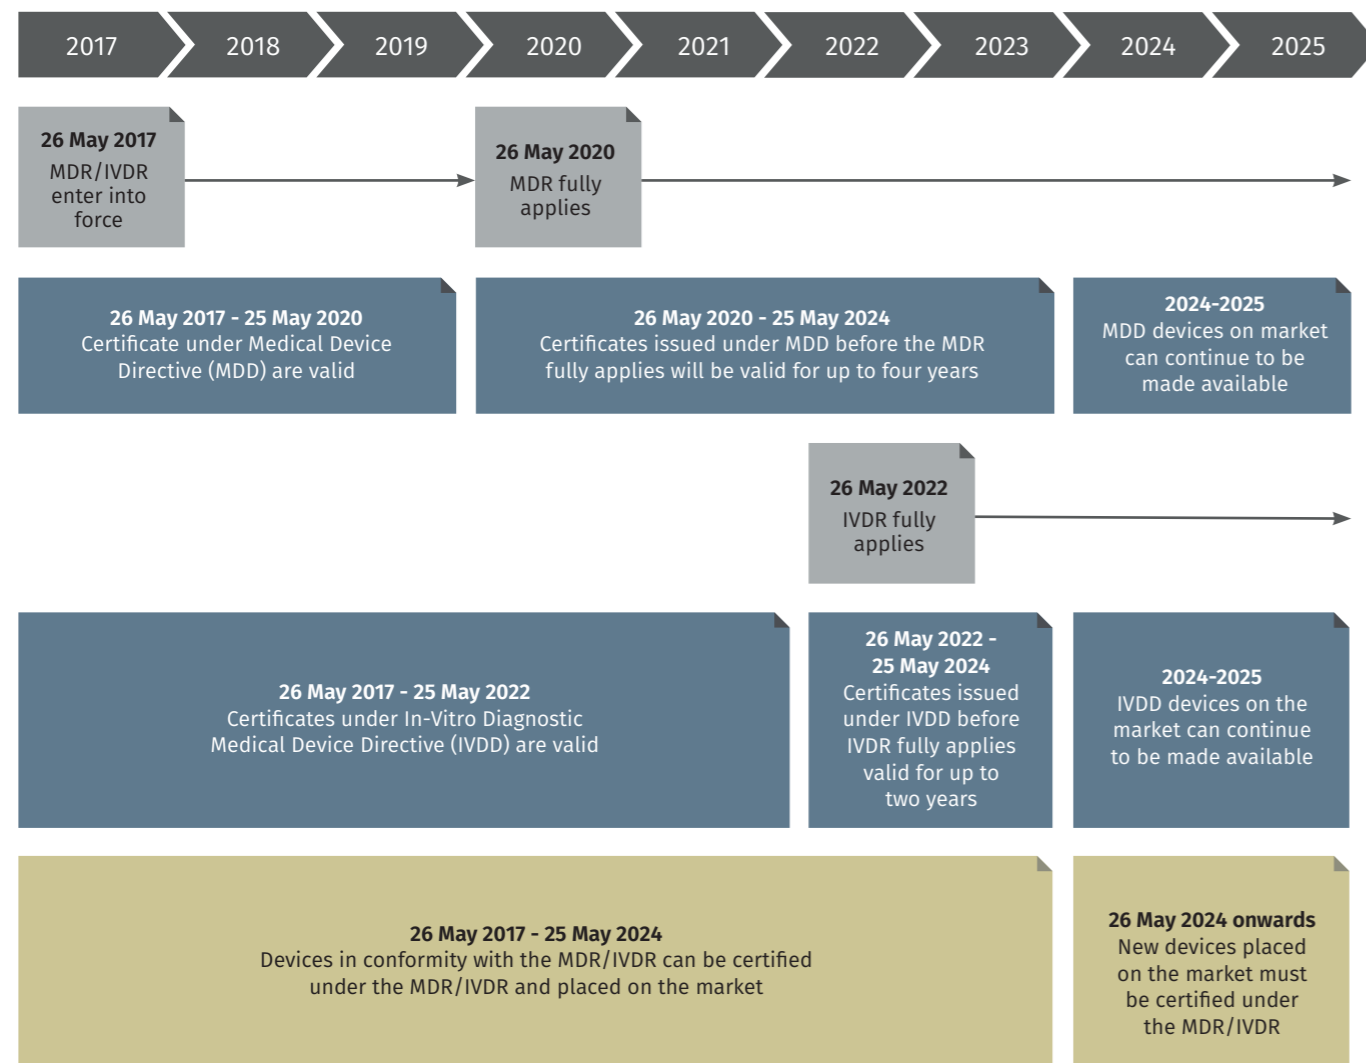 2017
2018
2019
2020
2021
2022
2023
2024
2025
26 May 2017
MDR/IVDR
enter into
force
26 May 2020
MDR fully
applies
26 May 2017 - 25 May 2020
Certificate under Medical Device
Directive (MDD) are valid
26 May 2020 - 25 May 2024
Certificates issued under MDD before the MDR
fully applies will be valid for up to four years
2024-2025
MDD devices on market
can continue to be
made available
26 May 2022
IVDR fully
applies
26 May 2017 - 25 May 2022
Certificates under In-Vitro Diagnostic
Medical Device Directive (IVDD) are valid
26 May 2022 -
25 May 2024
Certificates issued
under IVDD before
IVDR fully applies
valid for up to
two years
2024-2025
IVDD devices on the
market can continue
to be made available
26 May 2017 - 25 May 2024
Devices in conformity with the MDR/IVDR can be certified
under the MDR/IVDR and placed on the market
26 May 2024 onwards
New devices placed
on the market must
be certified under
the MDR/IVDR